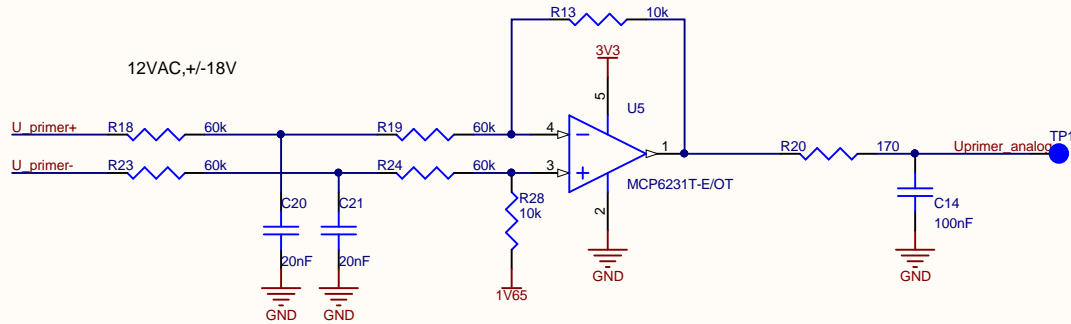 R13 10k
3V3
12VAC,+/-18V
5
U5
U_primer+ R18 60k R19 60k 4
TP1
U_primer- R23 60k R24 60k 3 1 R20 170 Uprimer_analog
MCP6231T-E/OT
R28
10k
C20 C21 2 C14
100nF
20nF 20nF
GND GND 1V65 GND GND